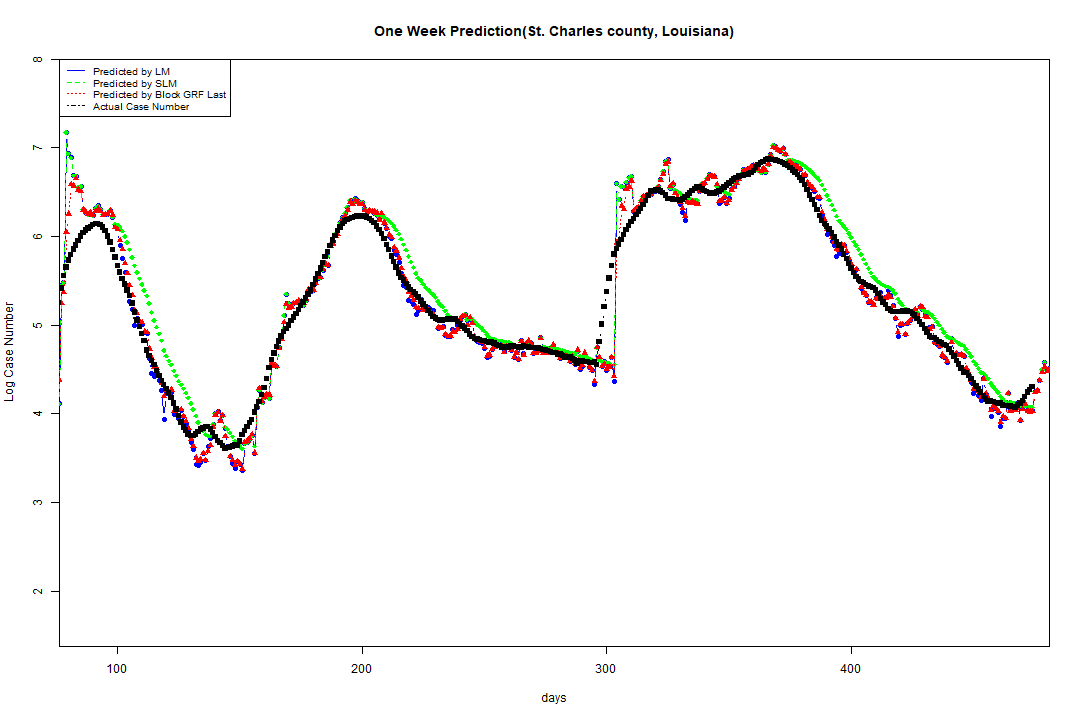 One Week Prediction(St. Charles county, Louisiana)
Predicted by LM
Predicted by SLM
Predicted by Block GRF Last
Actual Case Number
8
7
6
5
4
3
2
Log Case Number
100 200 300 400
days